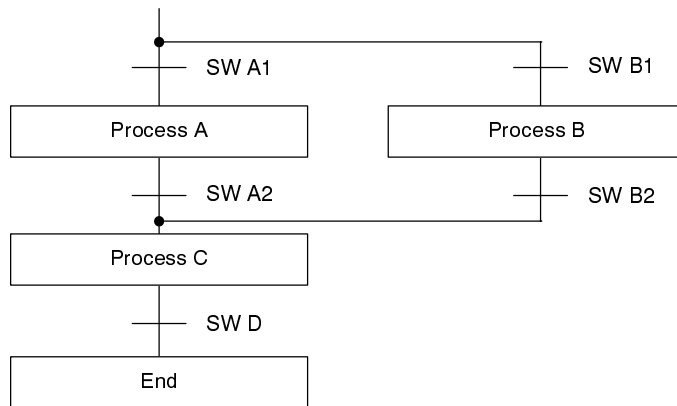 SW A1
SW B1
Process A
Process B
SW A2
SW B2
Process C
SW D
End